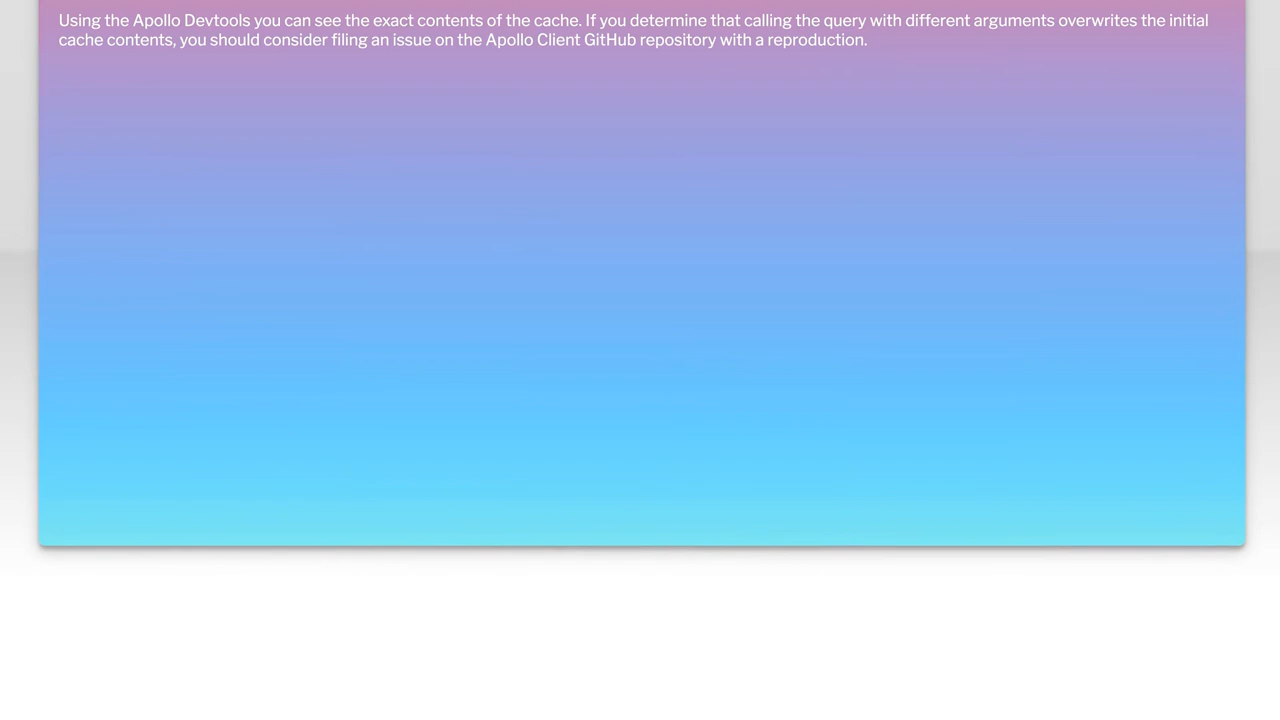 Using the Apollo Devtools you can see the exact contents of the cache. If you determine that calling the query with different arguments overwrites the initial
cache contents, you should consider filing an issue on the Apollo Client GitHub repository with a reproduction.